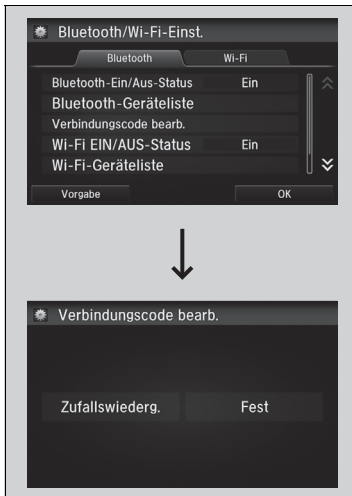 Bluetooth/Wi-Fi-Einst.
Bluetooth Wi-Fi
Bluetooth-Ein/Aus-Status Ein
Bluetooth-Geräteliste
Verbindungscode bearb.
Wi-Fi EIN/AUS-Status Ein
Wi-Fi-Geräteliste
Vorgabe OK
Verbindungscode bearb.
Zufallswiederg. Fest